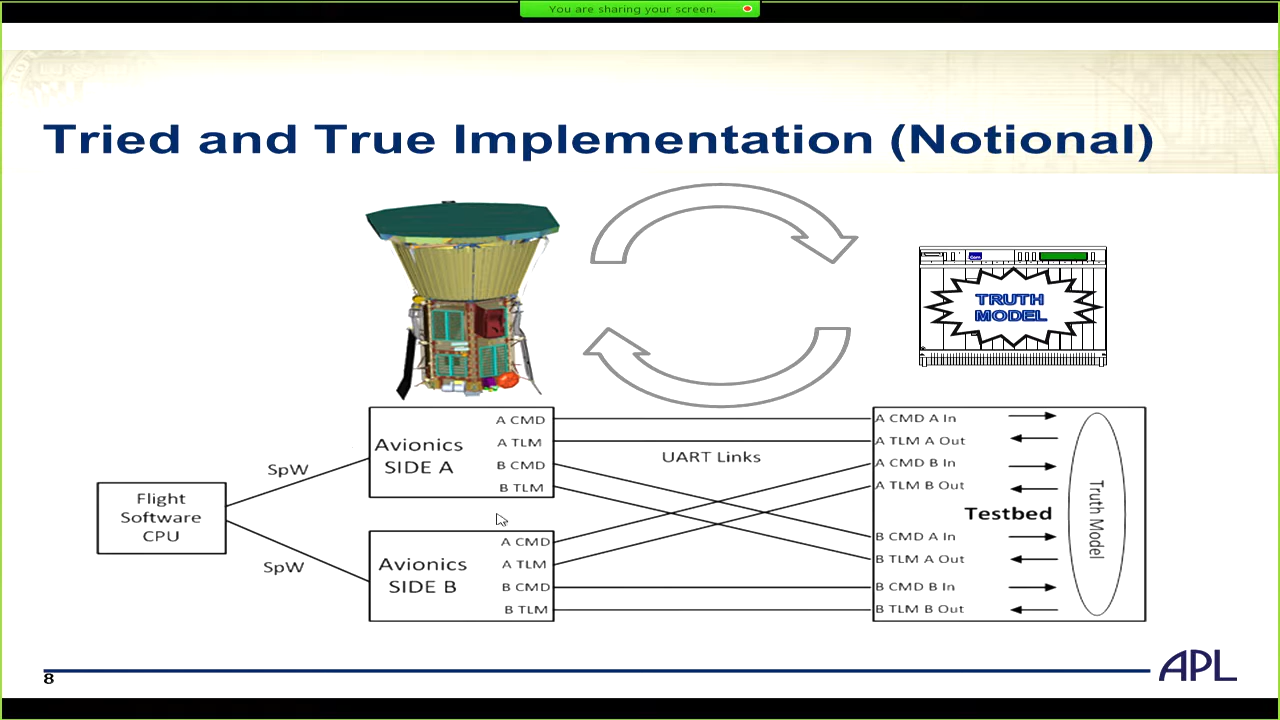 You are sharing your screen.
Tried and True Implementation (Notional)
TRUTH
MODEL
Flight
Software
CPU
SpW
SpW
Avionics
SIDE A
A CMD
A TLM
B CMD
B TLM
Avionics
SIDE B
A CMD
A TLM
B CMD
B TLM
UART Links
A CMD A In
A TLM A Out
A CMD B In
A TLM B Out
Testbed
B CMD A In
B TLM A Out
B CMD B In
B TLM B Out
Truth Model
8
APL